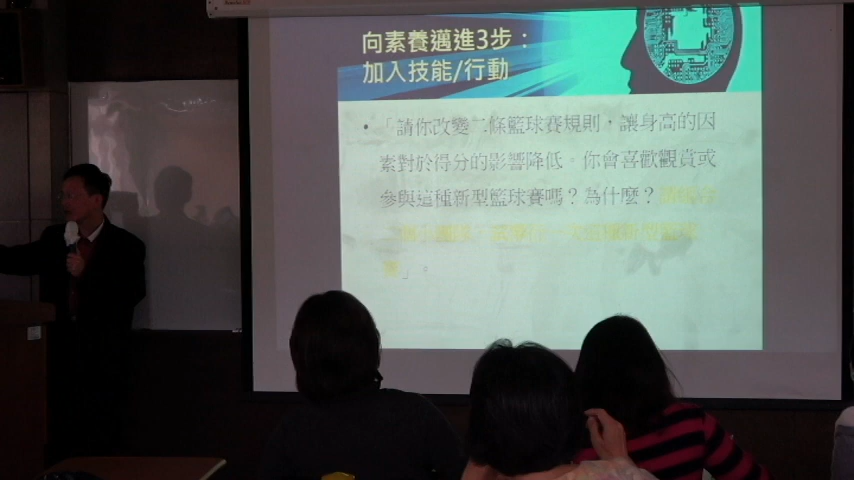 向素養邁進3步：
加入技能/行動
• 「請你改變二條籃球賽規則，讓身高的因
素對於得分的影響降低。你會喜歡觀賞或
參與這種新型籃球賽嗎？為什麼？
」。